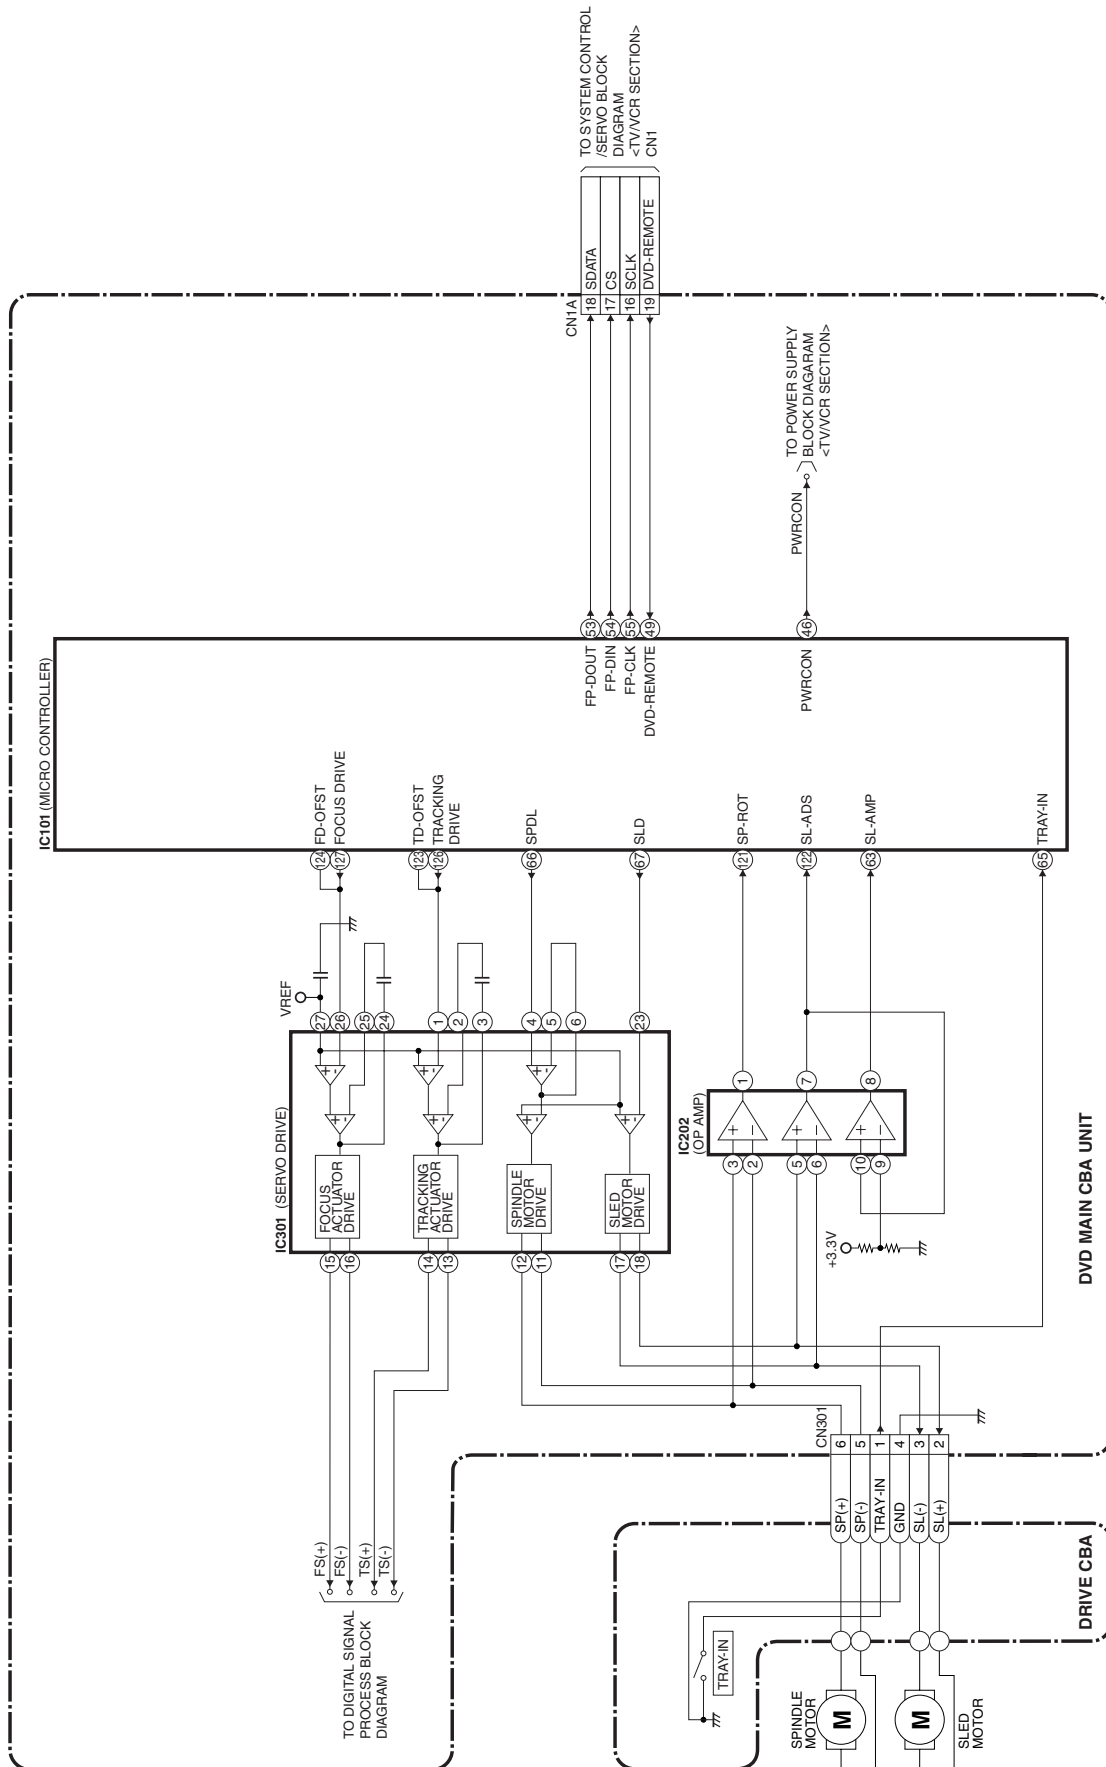 TO SYSTEM CONTROL
/SERVO BLOCK
DIAGRAM
<TV/VCR SECTION>
CN1
CN1A
18 SDATA
17 CS
16 SCLK
19 DVD-REMOTE
TO POWER SUPPLY
BLOCK DIAGARAM
<TV/VCR SECTION>
PWRCON
IC101 (MICRO CONTROLLER)
53 FP-DOUT
54 FP-DIN
55 FP-CLK
49 DVD-REMOTE
46 PWRCON
124 FD-OFST
127 FOCUS DRIVE
123 TD-OFST
126 TRACKING
DRIVE
66 SPDL
67 SLD
121 SP-ROT
122 SL-ADS
63 SL-AMP
65 TRAY-IN
VREF
27
26
25
24
1
2
3
4
5
6
23
IC301 (SERVO DRIVE)
+ -
+ -
+ -
+ -
+ -
+ -
+ -
FOCUS
ACTUATOR
DRIVE
TRACKING
ACTUATOR
DRIVE
SPINDLE
MOTOR
DRIVE
SLED
MOTOR
DRIVE
15
16
14
13
12
11
17
18
IC202
(OP AMP)
1
7
8
+ −
+ −
+ −
3
2
5
6
10
9
+3.3V
DVD MAIN CBA UNIT
FS(+)
FS(-)
TS(+)
TS(-)
TO DIGITAL SIGNAL
PROCESS BLOCK
DIAGRAM
CN301
SP(+) 6
SP(-) 5
TRAY-IN 1
GND 4
SL(-) 3
SL(+) 2
DRIVE CBA
TRAY-IN
SPINDLE
MOTOR
M
M
SLED
MOTOR